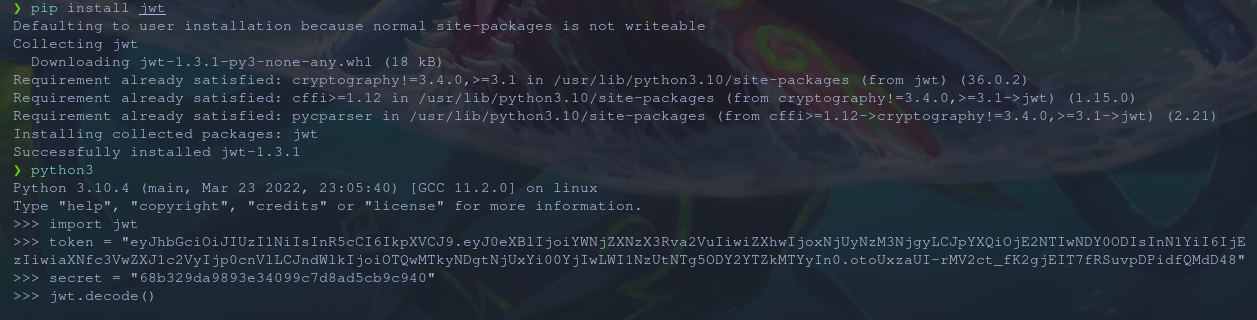 ❯ pip install jwt
Defaulting to user installation because normal site-packages is not writeable
Collecting jwt
  Downloading jwt-1.3.1-py3-none-any.whl (18 kB)
Requirement already satisfied: cryptography!=3.4.0,>=3.1 in /usr/lib/python3.10/site-packages (from jwt) (36.0.2)
Requirement already satisfied: cffi>=1.12 in /usr/lib/python3.10/site-packages (from cryptography!=3.4.0,>=3.1->jwt) (1.15.0)
Requirement already satisfied: pycparser in /usr/lib/python3.10/site-packages (from cffi>=1.12->cryptography!=3.4.0,>=3.1->jwt) (2.21)
Installing collected packages: jwt
Successfully installed jwt-1.3.1
❯ python3
Python 3.10.4 (main, Mar 23 2022, 23:05:40) [GCC 11.2.0] on linux
Type "help", "copyright", "credits" or "license" for more information.
>>> import jwt
>>> token = "eyJhbGciOiJIUzI1NiIsInR5cCI6IkpXVCJ9.eyJ0eXBlIjoiYWNjZXNzX3Rva2VuIiwiZXhwIjoxNjUyNzM3NjgyLCJpYXQiOjE2NTIwNDY0ODIsInN1YiI6IjE
zIiwiaXNfc3VwZXJ1c2VyIjp0cnVlLCJndWlkIjoiOTQwMTkyNDgtNjUxYi00YjIwLWI1NzUtNTg5ODY2YTZkMTYyIn0.otoUxzaUI-rMV2ct_fK2gjEIT7fRSuvpDPidfQMdD48"
>>> secret = "68b329da9893e34099c7d8ad5cb9c940"
>>> jwt.decode()